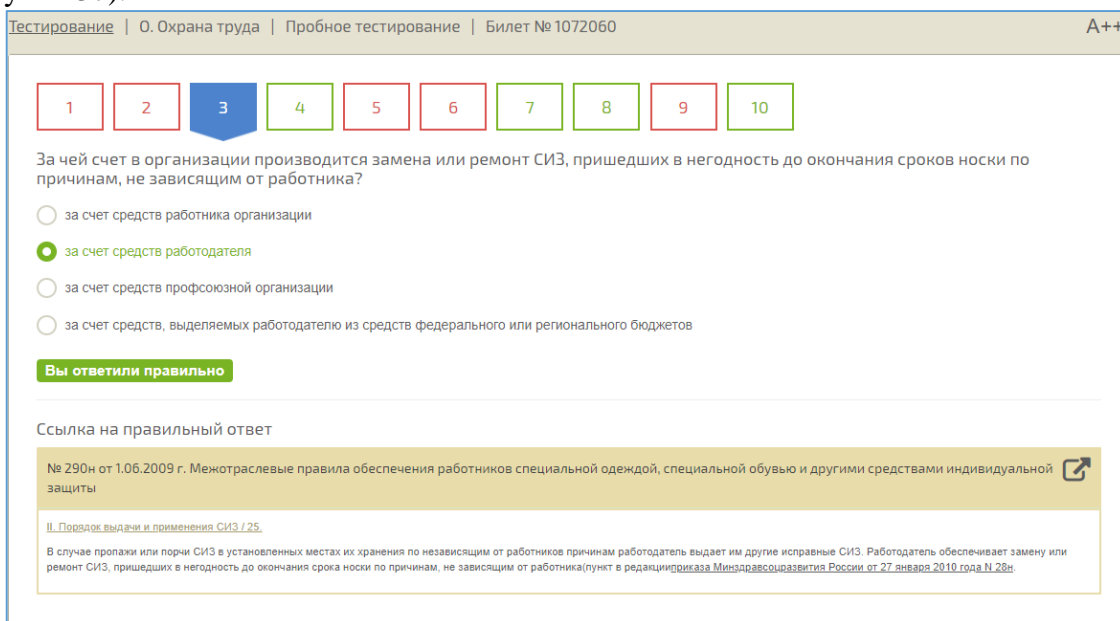 Тестирование | О. Охрана труда | Пробное тестирование | Билет № 1072060 A++
1 2 3 4 5 6 7 8 9 10
За чей счет в организации производится замена или ремонт СИЗ, пришедших в негодность до окончания сроков носки по
причинам, не зависящим от работника?
за счет средств работника организации
за счет средств работодателя
за счет средств профсоюзной организации
за счет средств, выделяемых работодателю из средств федерального или регионального бюджетов
Вы ответили правильно
Ссылка на правильный ответ
№ 290н от 1.06.2009 г. Межотраслевые правила обеспечения работников специальной одеждой, специальной обувью и другими средствами индивидуальной
защиты
II. Порядок выдачи и применения СИЗ / 25.
В случае пропажи или порчи СИЗ в установленных местах их хранения по независящим от работников причинам работодатель выдает им другие исправные СИЗ. Работодатель обеспечивает замену или
ремонт СИЗ, пришедших в негодность до окончания срока носки по причинам, не зависящим от работника(пункт в редакцииприказа Минздравсоцразвития России от 27 января 2010 года N 28н.